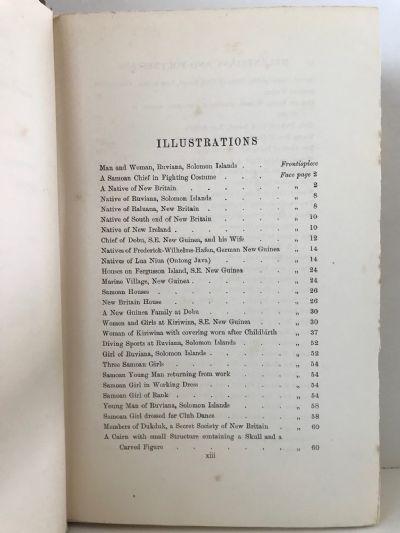 ILLUSTRATIONS
Man and Woman, Ruviana, Solomon Islands . . Frontispiece
A Samoan Chief in Fighting Costume . . . Face page 2
A Native of New Britain . . . . . „ 2
Native of Ruviana, Solomon Islands . . . . „ 8
Native of Raluana, New Britain . . . . . „ 8
Native of South end of New Britain . . . . „ 10
Native of New Ireland . . . . . . „ 10
Chief of Dobu, S.E. New Guinea, and his Wife . . „ 12
Natives of Frederick-Wilhelms-Hafen, German New Guinea . „ 14
Natives of Lua Niua (Ontong Java) . . . . „ 14
Houses on Ferguson Island, S.E. New Guinea . . „ 24
Marine Village, New Guinea . . . . . „ 24
Samoan Houses . . . . . . . „ 26
New Britain House . . . . . . „ 26
A New Guinea Family at Dobu . . . . . „ 30
Women and Girls at Kiriwina, S.E. New Guinea . . „ 30
Woman of Kiriwina with covering worn after Childbirth . „ 37
Diving Sports at Ruviana, Solomon Islands . . . „ 52
Girl of Ruviana, Solomon Islands . . . . . „ 52
Three Samoan Girls . . . . . . „ 54
Samoan Young Man returning from work . . . „ 54
Samoan Girl in Working Dress . . . . . „ 54
Samoan Girl of Rank . . . . . . „ 54
Young Man of Ruviana, Solomon Islands . . . „ 58
Samoan Girl dressed for Club Dance . . . . „ 58
Members of Dukduk, a Secret Society of New Britain . „ 60
A Cairn with small Structure containing a Skull and a
Carved Figure . . . . . . „ 60
xiii